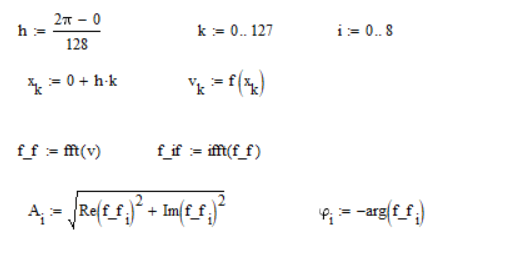 h := (2π − 0)/128   k := 0.. 127   i := 0.. 8
x_k := 0 + h·k   v_k := f(x_k)
f_f := fft(v)   f_if := ifft(f_f)
A_i := √(Re(f_f_i)² + Im(f_f_i)²)   φ_i := −arg(f_f_i)